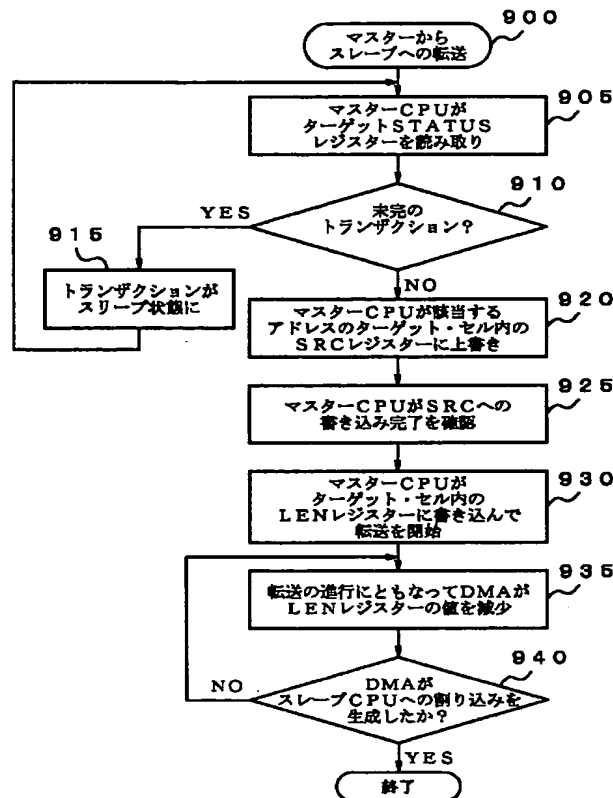 900
マスターから
スレーブへの転送
905
マスターCPUが
ターゲットSTATUS
レジスターを読み取り
910
YES
未完の
トランザクション?
915
トランザクションが
スリープ状態に
NO
920
マスターCPUが該当する
アドレスのターゲット・セル内の
SRCレジスターに上書き
925
マスターCPUがSRCへの
書き込み完了を確認
930
マスターCPUが
ターゲット・セル内の
LENレジスターに書き込んで
転送を開始
935
転送の進行にともなってDMAが
LENレジスターの値を減少
940
NO
DMAが
スレーブCPUへの割り込みを
生成したか?
YES
終了